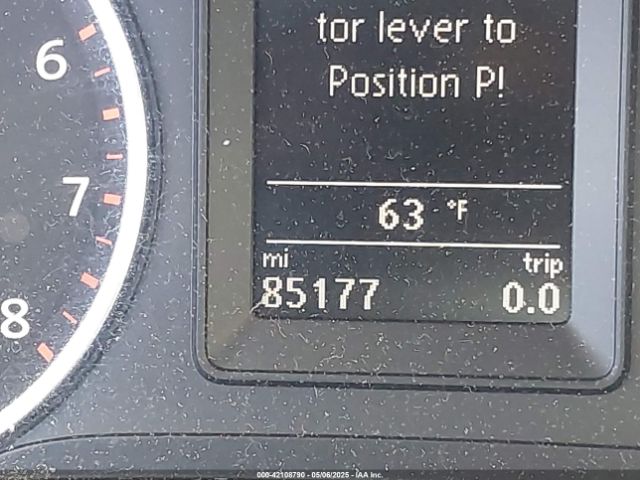 tor lever to
Position P!
6
7
8
63 °F
mi trip
85177 0.0
000-42108790 - 05/06/2025 - IAA Inc.